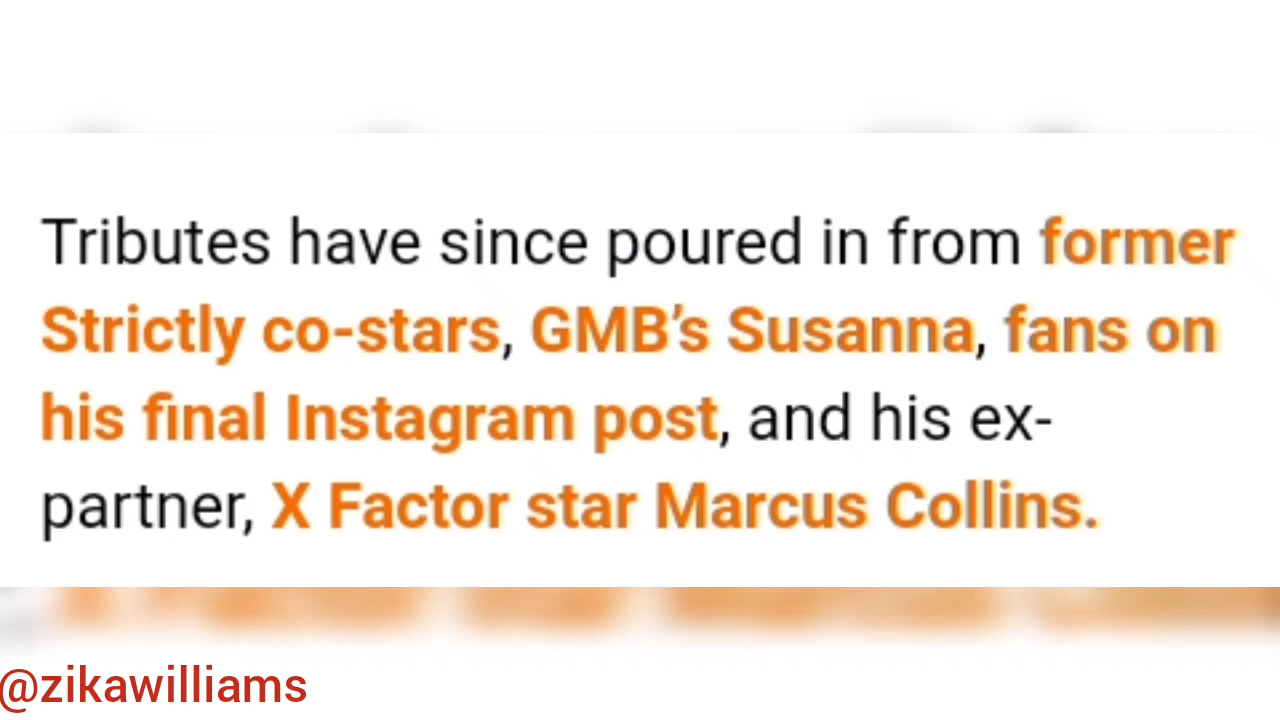 Tributes have since poured in from former
Strictly co-stars, GMB’s Susanna, fans on
his final Instagram post, and his ex-
partner, X Factor star Marcus Collins.
@zikawilliams